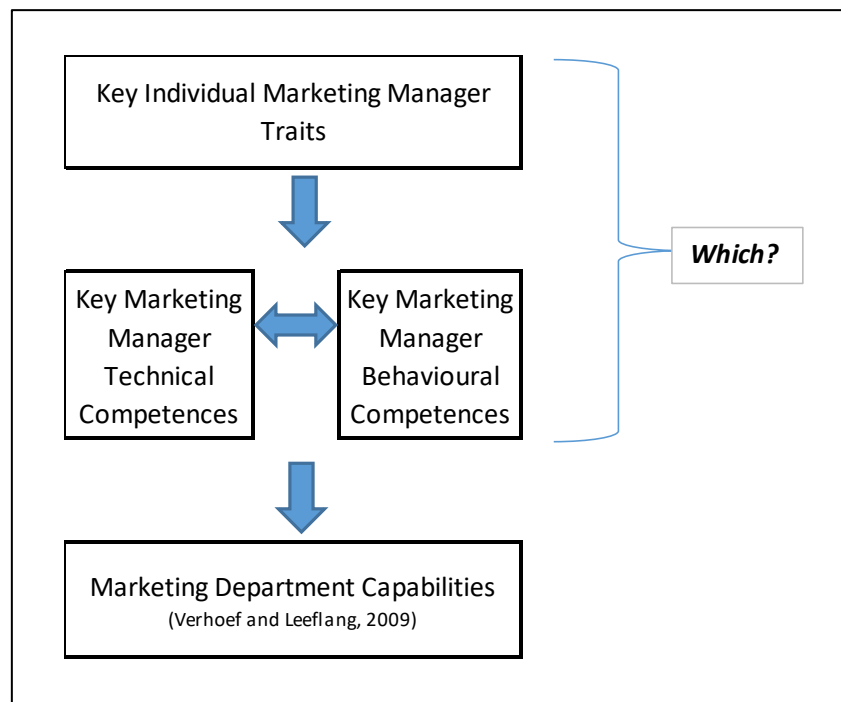 Key Individual Marketing Manager
Traits
Which?
Key Marketing
Manager
Technical
Competences
Key Marketing
Manager
Behavioural
Competences
Marketing Department Capabilities
(Verhoef and Leeflang, 2009)